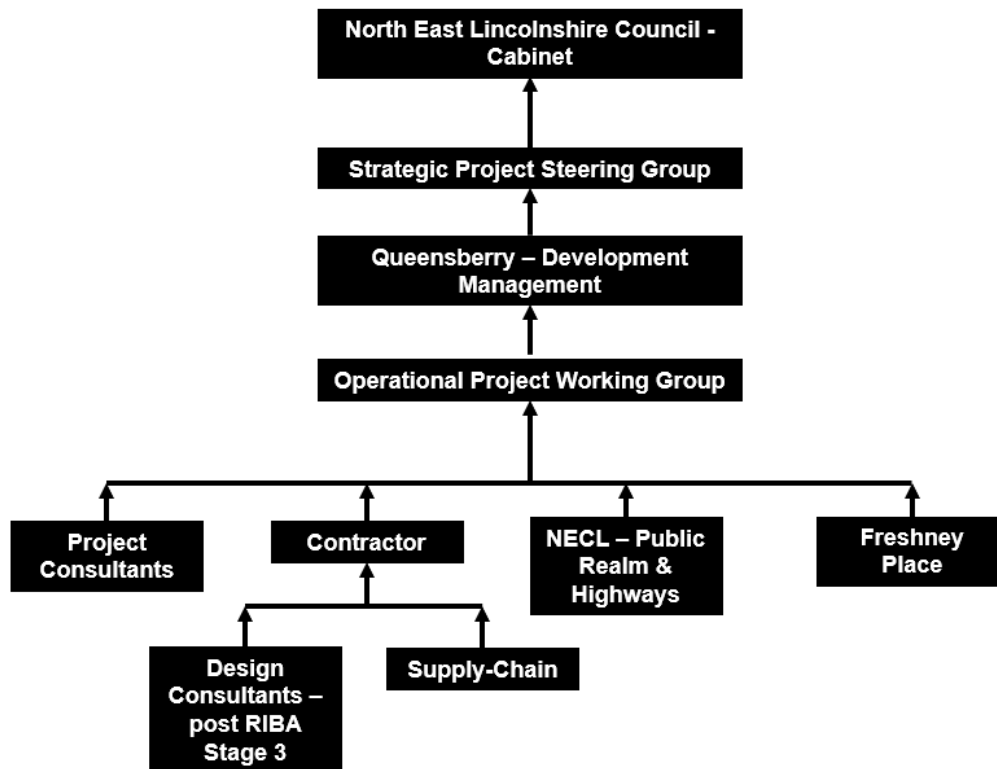 North East Lincolnshire Council -
Cabinet
Strategic Project Steering Group
Queensberry – Development
Management
Operational Project Working Group
Project
Consultants
Contractor
NECL – Public
Realm &
Highways
Freshney
Place
Design
Consultants –
post RIBA
Stage 3
Supply-Chain